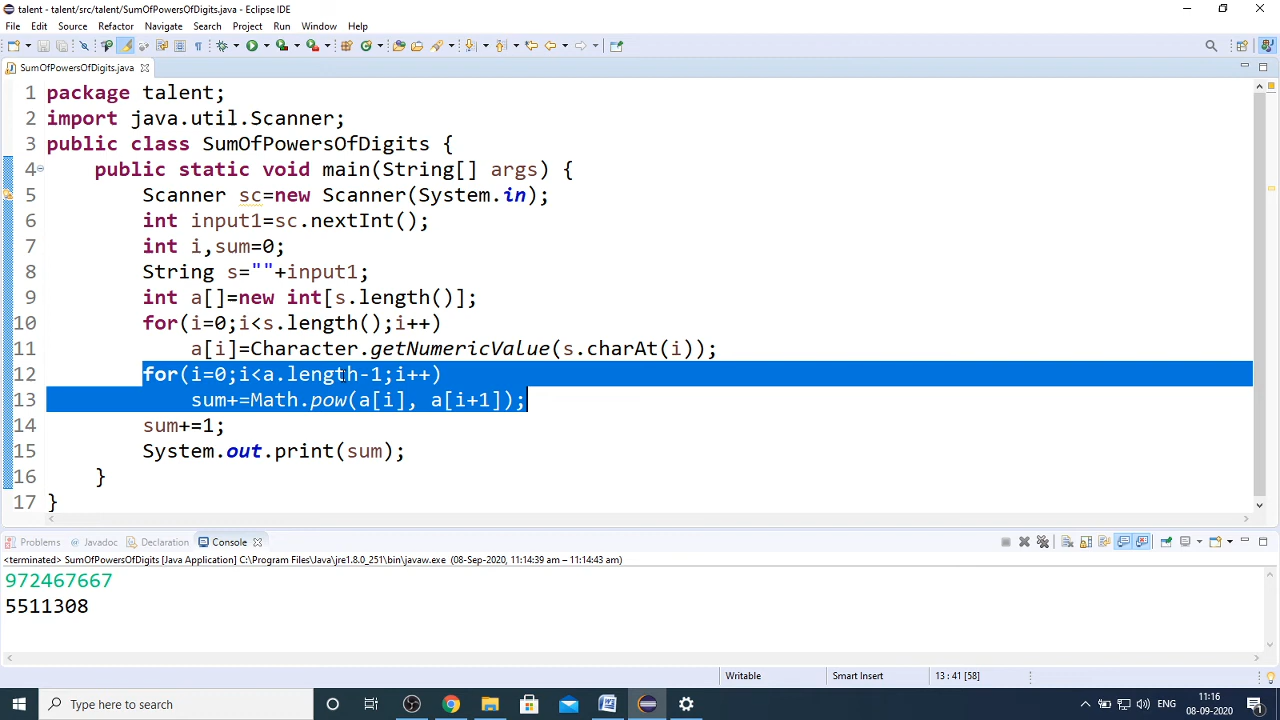 talent - talent/src/talent/SumOfPowersOfDigits.java - Eclipse IDE
File Edit Source Refactor Navigate Search Project Run Window Help
SumOfPowersOfDigits.java
1 package talent;
2 import java.util.Scanner;
3 public class SumOfPowersOfDigits {
4 public static void main(String[] args) {
5 Scanner sc=new Scanner(System.in);
6 int input1=sc.nextInt();
7 int i,sum=0;
8 String s=""+input1;
9 int a[]=new int[s.length()];
10 for(i=0;i<s.length();i++)
11 a[i]=Character.getNumericValue(s.charAt(i));
12 for(i=0;i<a.length-1;i++)
13 sum+=Math.pow(a[i], a[i+1]);
14 sum+=1;
15 System.out.print(sum);
16 }
17 }
Problems Javadoc Declaration Console
<terminated> SumOfPowersOfDigits [Java Application] C:\Program Files\Java\jre1.8.0_251\bin\javaw.exe (08-Sep-2020, 11:14:39 am – 11:14:43 am)
972467667
5511308
Writable Smart Insert 13 : 41 [58]
Type here to search
ENG
11:16
08-09-2020